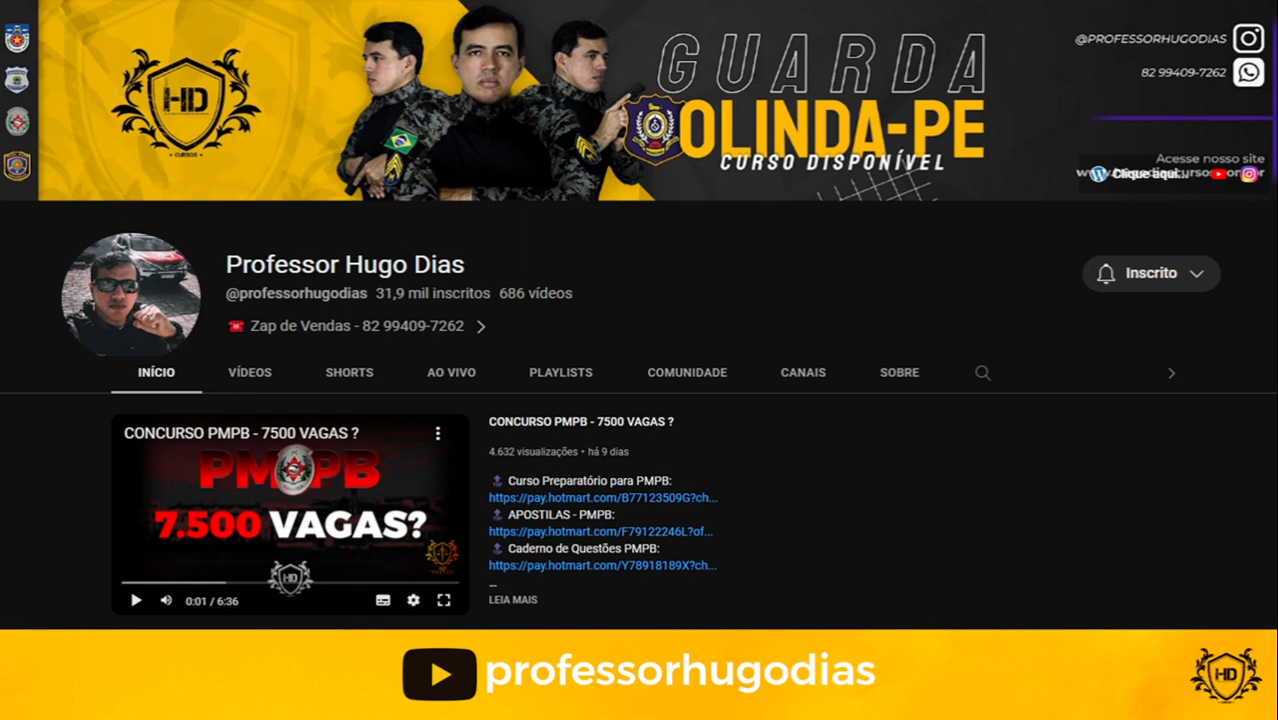 HD
CURSOS
GUARDA
OLINDA-PE
CURSO DISPONÍVEL
@PROFESSORHUGODIAS
82 99409-7262
Acesse nosso site
Clique aqui...
Professor Hugo Dias
@professorhugodias 31,9 mil inscritos 686 vídeos
Zap de Vendas - 82 99409-7262
Inscrito
INÍCIO VÍDEOS SHORTS AO VIVO PLAYLISTS COMUNIDADE CANAIS SOBRE
CONCURSO PMPB - 7500 VAGAS ?
PMPB
7.500 VAGAS?
HD
0:01 / 6:36
CONCURSO PMPB - 7500 VAGAS ?
4.632 visualizações • há 9 dias
Curso Preparatório para PMPB:
https://pay.hotmart.com/B77123509G?ch...
APOSTILAS - PMPB:
https://pay.hotmart.com/F79122246L?of...
Caderno de Questões PMPB:
https://pay.hotmart.com/Y78918189X?ch...
...
LEIA MAIS
professorhugodias
HD